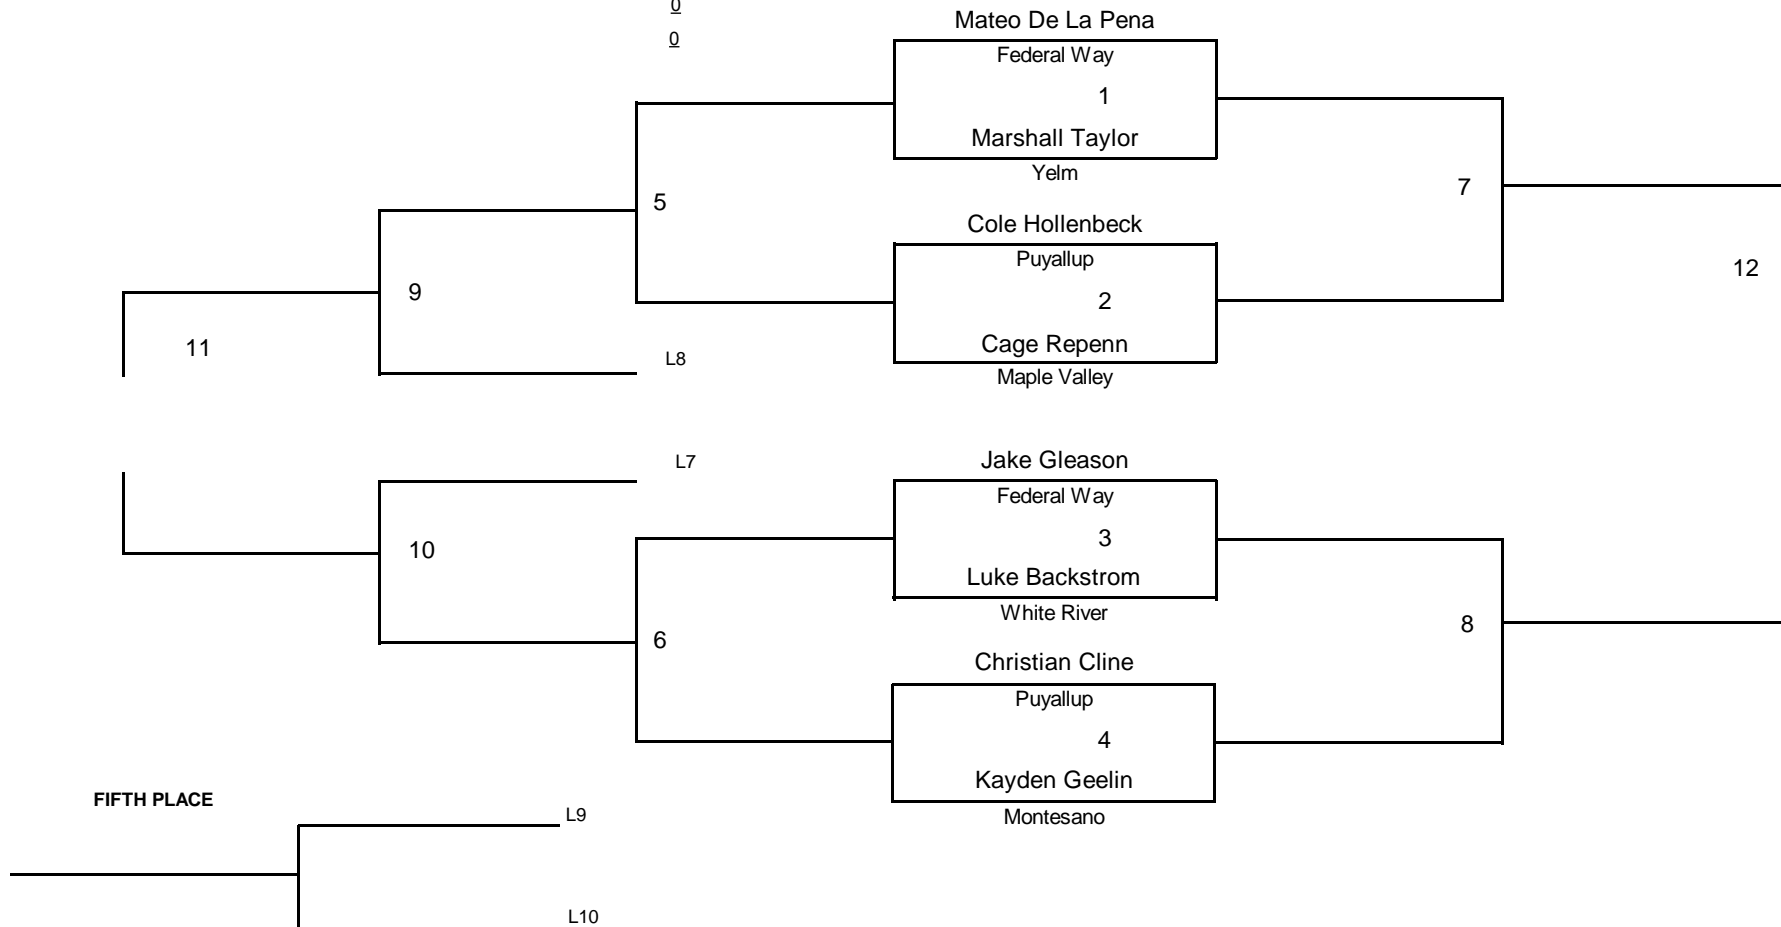 0
0
Mateo De La Pena
Federal Way
1
Marshall Taylor
Yelm
5
7
Cole Hollenbeck
Puyallup
12
9
2
11
Cage Repenn
L8
Maple Valley
L7
Jake Gleason
Federal Way
3
10
Luke Backstrom
White River
6
8
Christian Cline
Puyallup
4
Kayden Geelin
FIFTH PLACE
L9
Montesano
L10